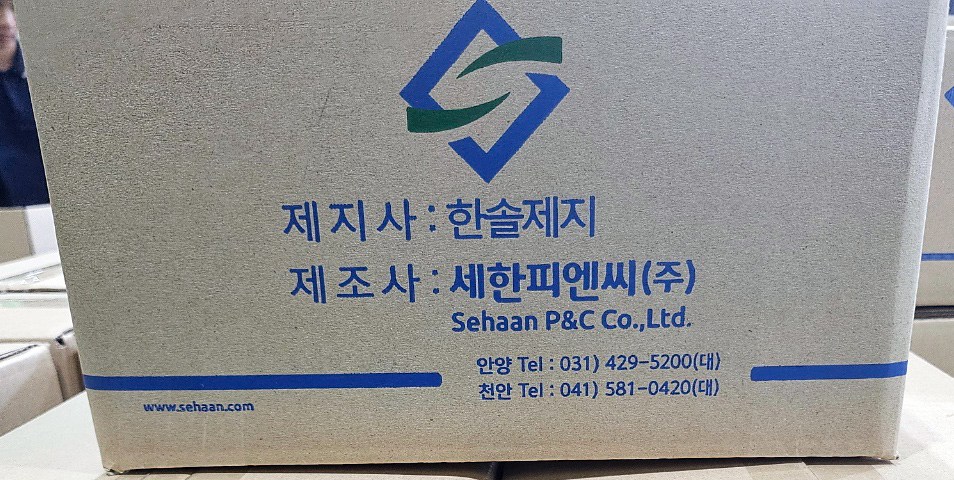 제지사 : 한솔제지
제조사 : 세한피엔씨(주)
Sehaan P&C Co.,Ltd.
안양 Tel : 031) 429-5200(대)
천안 Tel : 041) 581-0420(대)
www.sehaan.com